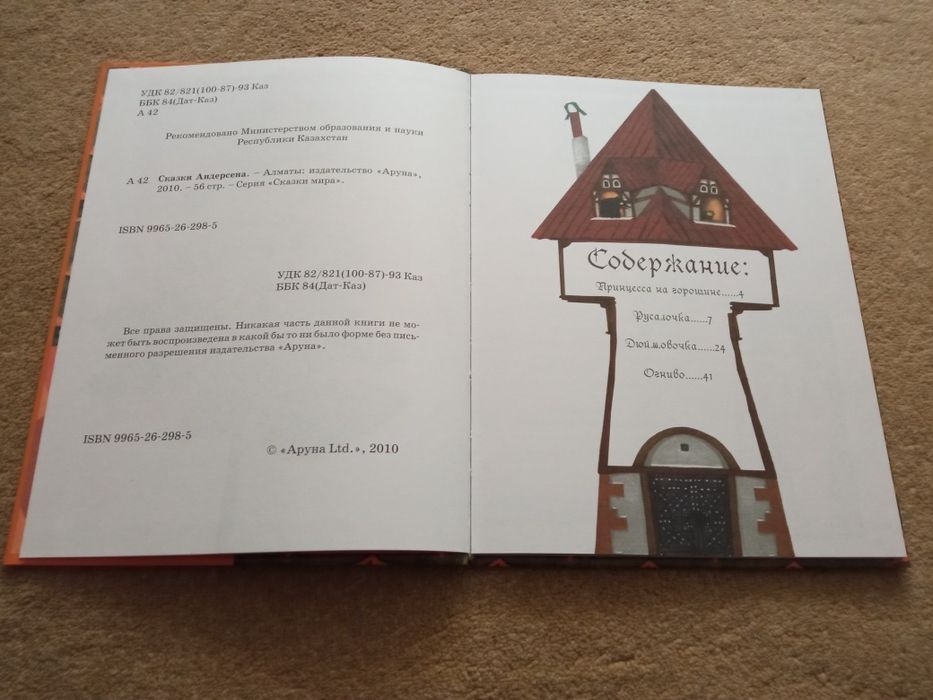 УДК 82/821(100-87)-93 Каз
ББК 84(Дат-Каз)
А 42
Рекомендовано Министерством образования и науки
Республики Казахстан
А 42 Сказки Андерсена. – Алматы: издательство «Аруна»,
2010. – 56 стр. – Серия «Сказки мира».
ISBN 9965-26-298-5
УДК 82/821(100-87)-93 Каз
ББК 84(Дат-Каз)
Все права защищены. Никакая часть данной книги не мо-
жет быть воспроизведена в какой бы то ни было форме без пись-
менного разрешения издательства «Аруна».
ISBN 9965-26-298-5
© «Аруна Ltd.», 2010
Содержание:
Принцесса на горошине......4
Русалочка......7
Дюймовочка......24
Огниво......41